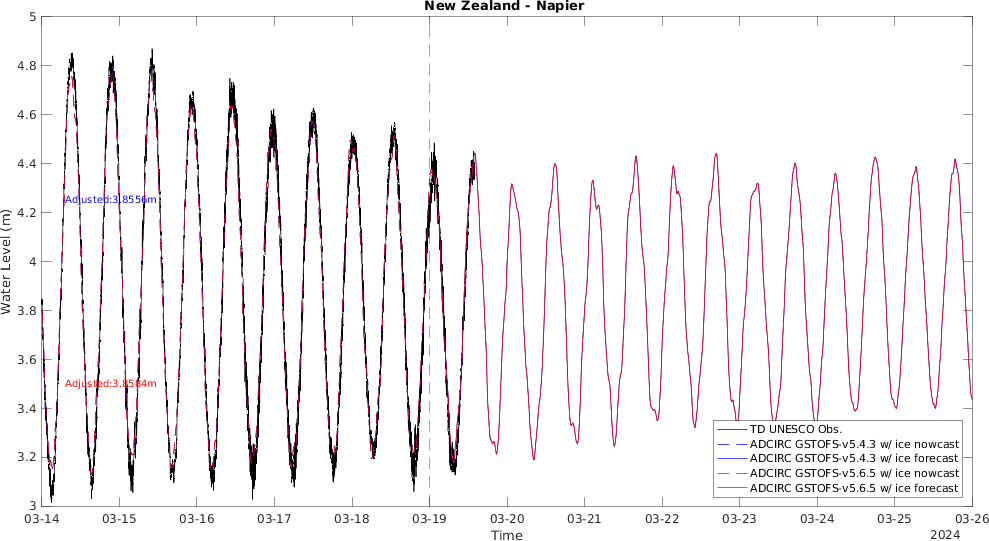 New Zealand - Napier
5
4.8
4.6
4.4
4.2
4
3.8
3.6
3.4
3.2
3
Water Level (m)
Adjusted:3.8556m
Adjusted:3.8584m
TD UNESCO Obs.
ADCIRC GSTOFS-v5.4.3 w/ ice nowcast
ADCIRC GSTOFS-v5.4.3 w/ ice forecast
ADCIRC GSTOFS-v5.6.5 w/ ice nowcast
ADCIRC GSTOFS-v5.6.5 w/ ice forecast
03-14 03-15 03-16 03-17 03-18 03-19 03-20 03-21 03-22 03-23 03-24 03-25 03-26
Time
2024